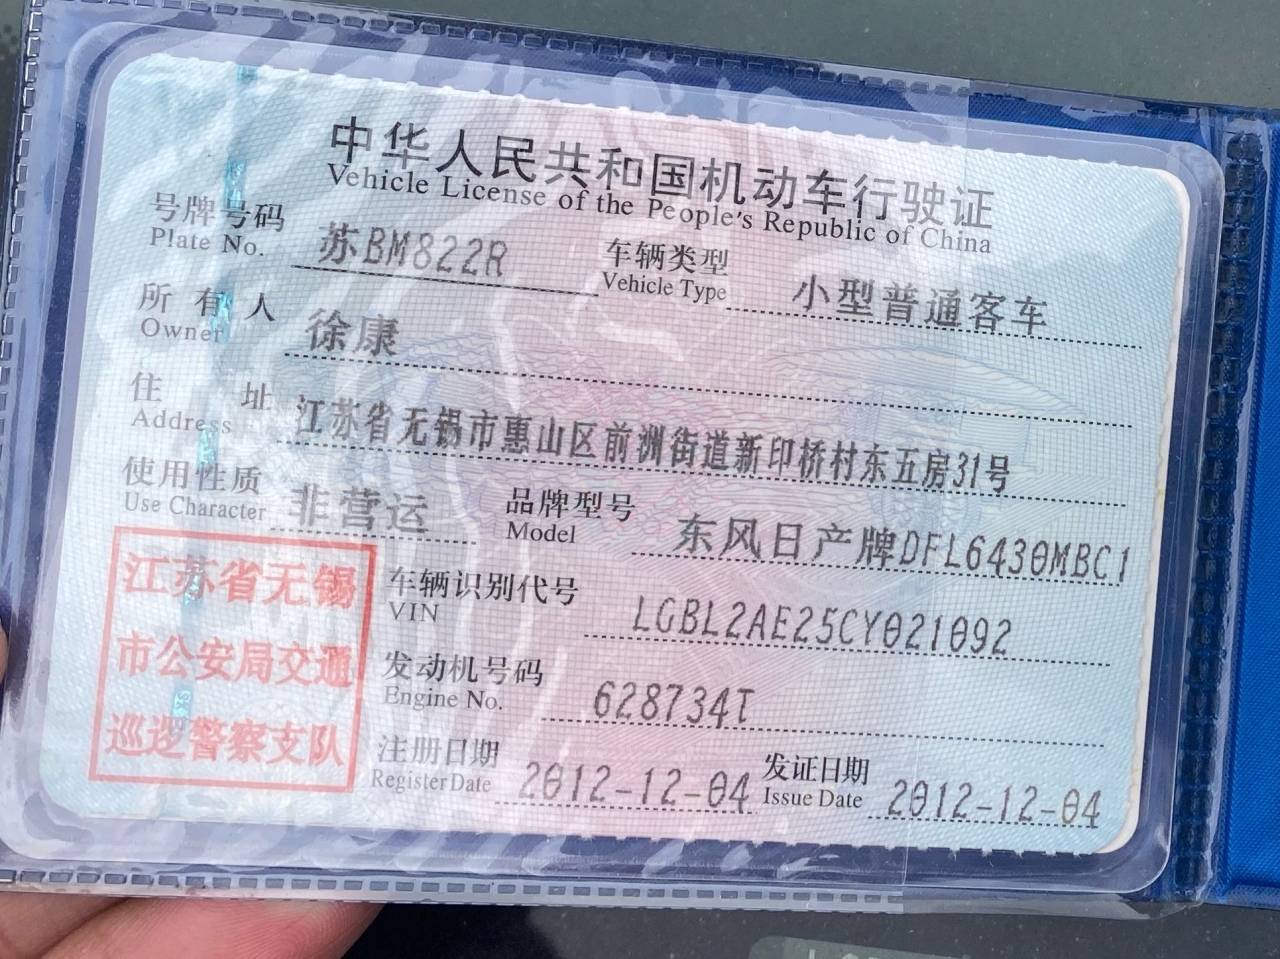 中华人民共和国机动车行驶证
Vehicle License of the People's Republic of China
号牌号码 苏BM822R 车辆类型 小型普通客车
Plate No. Vehicle Type
所有人 徐康
Owner
住址 江苏省无锡市惠山区前洲街道新印桥村东五房31号
Address
使用性质 非营运 品牌型号 东风日产牌DFL6430MBC1
Use Character Model
车辆识别代号 LGBL2AE25CY021092
VIN
发动机号码 628734T
Engine No.
注册日期 2012-12-04 发证日期 2012-12-04
Register Date Issue Date
江苏省无锡
市公安局交通
巡逻警察支队